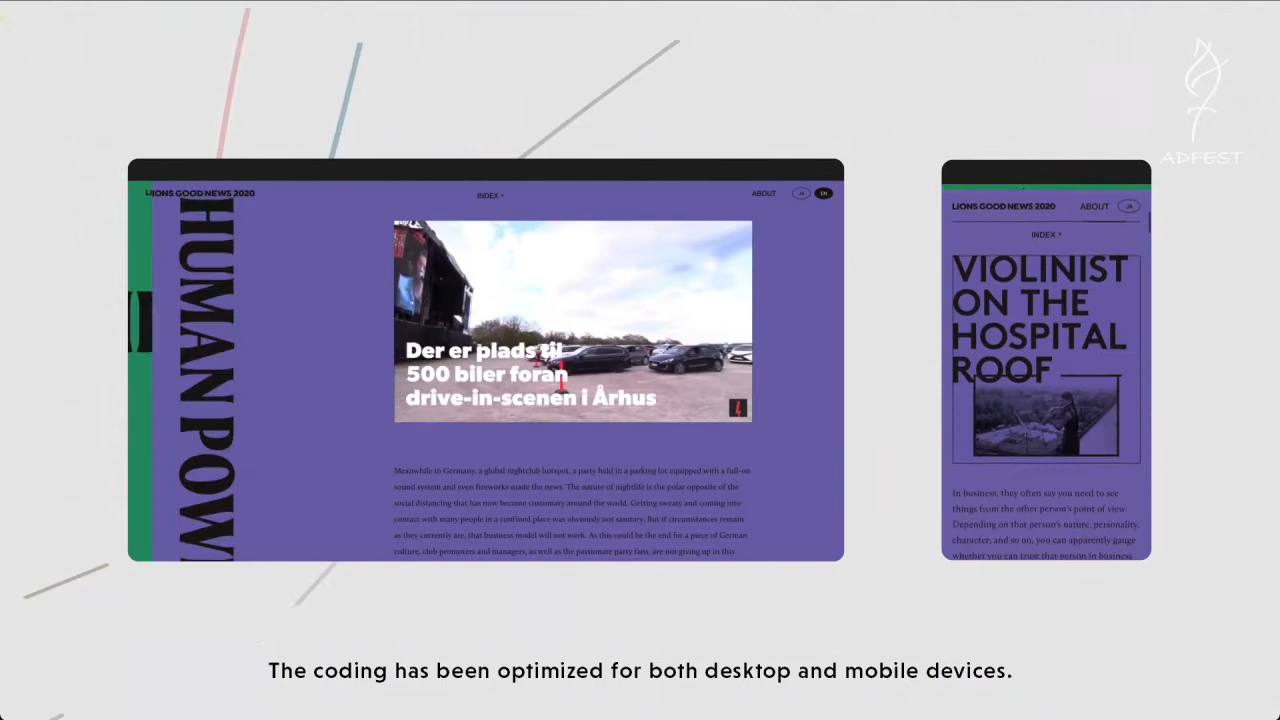 ADFEST
LIONS GOOD NEWS 2020
INDEX
ABOUT
JA
EN
HUMAN POW
Der er plads til
500 biler foran
drive-in-scenen i Århus
Meanwhile in Germany, a global nightclub hotspot, a party held in a parking lot equipped with a full-on
sound system and even fireworks made the news. The nature of nightlife is the polar opposite of the
social distancing that has now become customary around the world. Getting sweaty and coming into
contact with many people in a confined place was obviously not sanitary. But if circumstances remain
as they currently are, that business model will not work. As this could be the end for a piece of German
culture, club promoters and managers, as well as the passionate party fans, are not giving up in this
LIONS GOOD NEWS 2020
ABOUT
JA
INDEX
VIOLINIST
ON THE
HOSPITAL
ROOF
In business, they often say you need to see
things from the other person's point of view.
Depending on that person's nature, personality,
character, and so on, you can apparently gauge
whether you can trust that person in business
The coding has been optimized for both desktop and mobile devices.